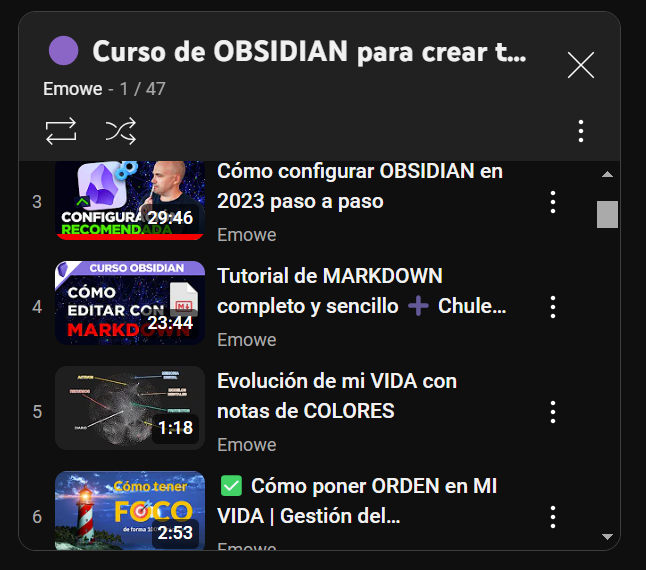 Curso de OBSIDIAN para crear t...
Emowe - 1 / 47
3
CONFIGURA
RECOMENDADA
29:46
Cómo configurar OBSIDIAN en
2023 paso a paso
Emowe
4
CURSO OBSIDIAN
CÓMO
EDITAR CON
MARKDOWN
23:44
Tutorial de MARKDOWN
completo y sencillo ➕ Chule...
Emowe
5
1:18
Evolución de mi VIDA con
notas de COLORES
Emowe
6
Cómo tener
FOCO
de forma
2:53
✅ Cómo poner ORDEN en MI
VIDA | Gestión del...
Emowe